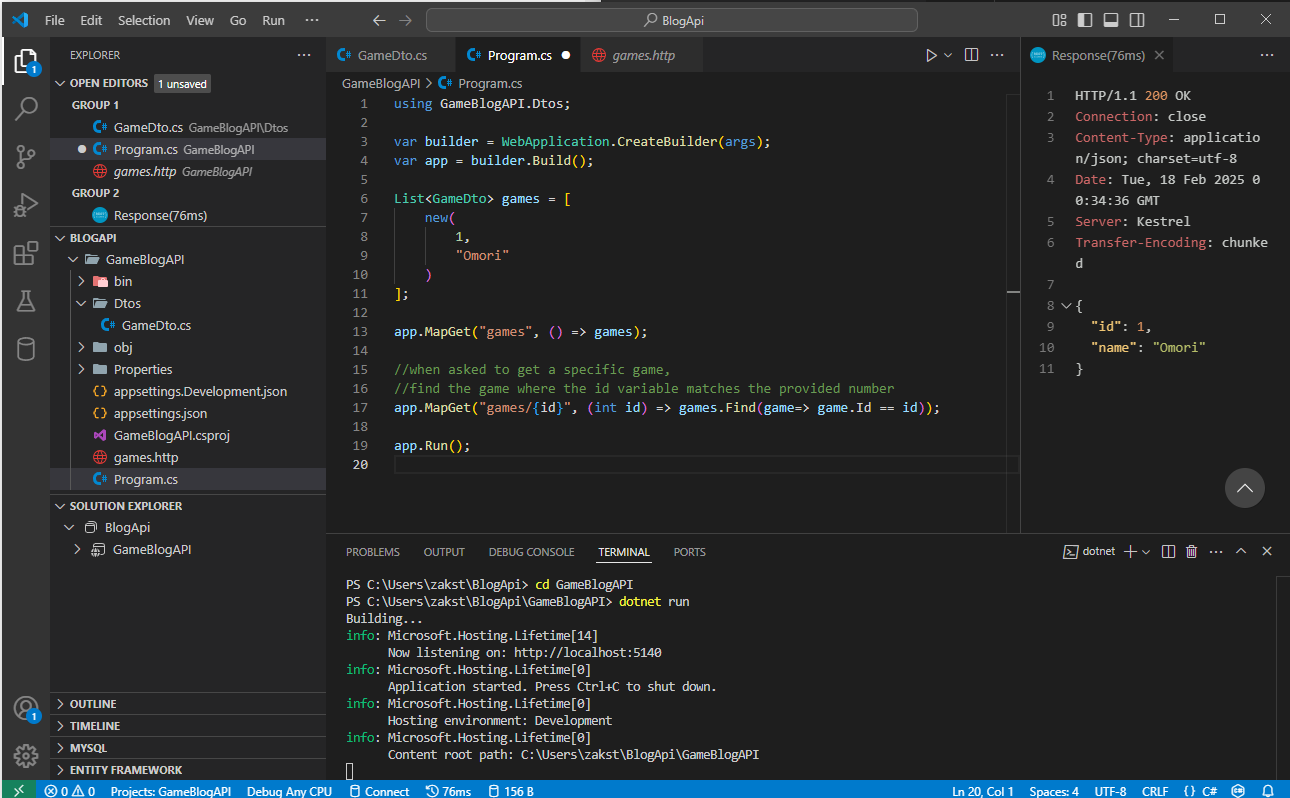 File Edit Selection View Go Run ··· BlogApi
EXPLORER ···
OPEN EDITORS 1 unsaved
GROUP 1
GameDto.cs GameBlogAPI\Dtos
Program.cs GameBlogAPI
games.http GameBlogAPI
GROUP 2
Response(76ms)
BLOGAPI
GameBlogAPI
bin
Dtos
GameDto.cs
obj
Properties
appsettings.Development.json
appsettings.json
GameBlogAPI.csproj
games.http
Program.cs
SOLUTION EXPLORER
BlogApi
GameBlogAPI
OUTLINE
TIMELINE
MYSQL
ENTITY FRAMEWORK
1
1
GameDto.cs Program.cs games.http
GameBlogAPI > Program.cs
1 using GameBlogAPI.Dtos;
2
3 var builder = WebApplication.CreateBuilder(args);
4 var app = builder.Build();
5
6 List<GameDto> games = [
7 new(
8 1,
9 "Omori"
10 )
11 ];
12
13 app.MapGet("games", () => games);
14
15 //when asked to get a specific game,
16 //find the game where the id variable matches the provided number
17 app.MapGet("games/{id}", (int id) => games.Find(game=> game.Id == id));
18
19 app.Run();
20
Response(76ms)
1 HTTP/1.1 200 OK
2 Connection: close
3 Content-Type: applicatio
n/json; charset=utf-8
4 Date: Tue, 18 Feb 2025 0
0:34:36 GMT
5 Server: Kestrel
6 Transfer-Encoding: chunke
d
7
8 {
9 "id": 1,
10 "name": "Omori"
11 }
PROBLEMS OUTPUT DEBUG CONSOLE TERMINAL PORTS dotnet
PS C:\Users\zakst\BlogApi> cd GameBlogAPI
PS C:\Users\zakst\BlogApi\GameBlogAPI> dotnet run
Building...
info: Microsoft.Hosting.Lifetime[14]
Now listening on: http://localhost:5140
info: Microsoft.Hosting.Lifetime[0]
Application started. Press Ctrl+C to shut down.
info: Microsoft.Hosting.Lifetime[0]
Hosting environment: Development
info: Microsoft.Hosting.Lifetime[0]
Content root path: C:\Users\zakst\BlogApi\GameBlogAPI
0 0 Projects: GameBlogAPI Debug Any CPU Connect 76ms 156 B Ln 20, Col 1 Spaces: 4 UTF-8 CRLF {} C#